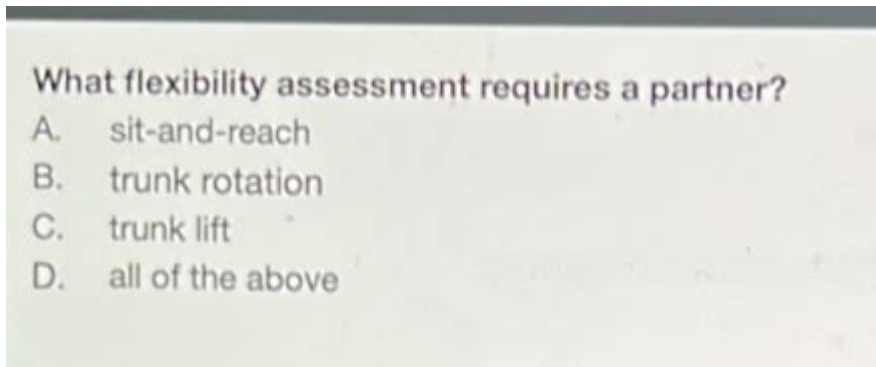 What flexibility assessment requires a partner?
A. sit-and-reach
B. trunk rotation
C. trunk lift
D. all of the above